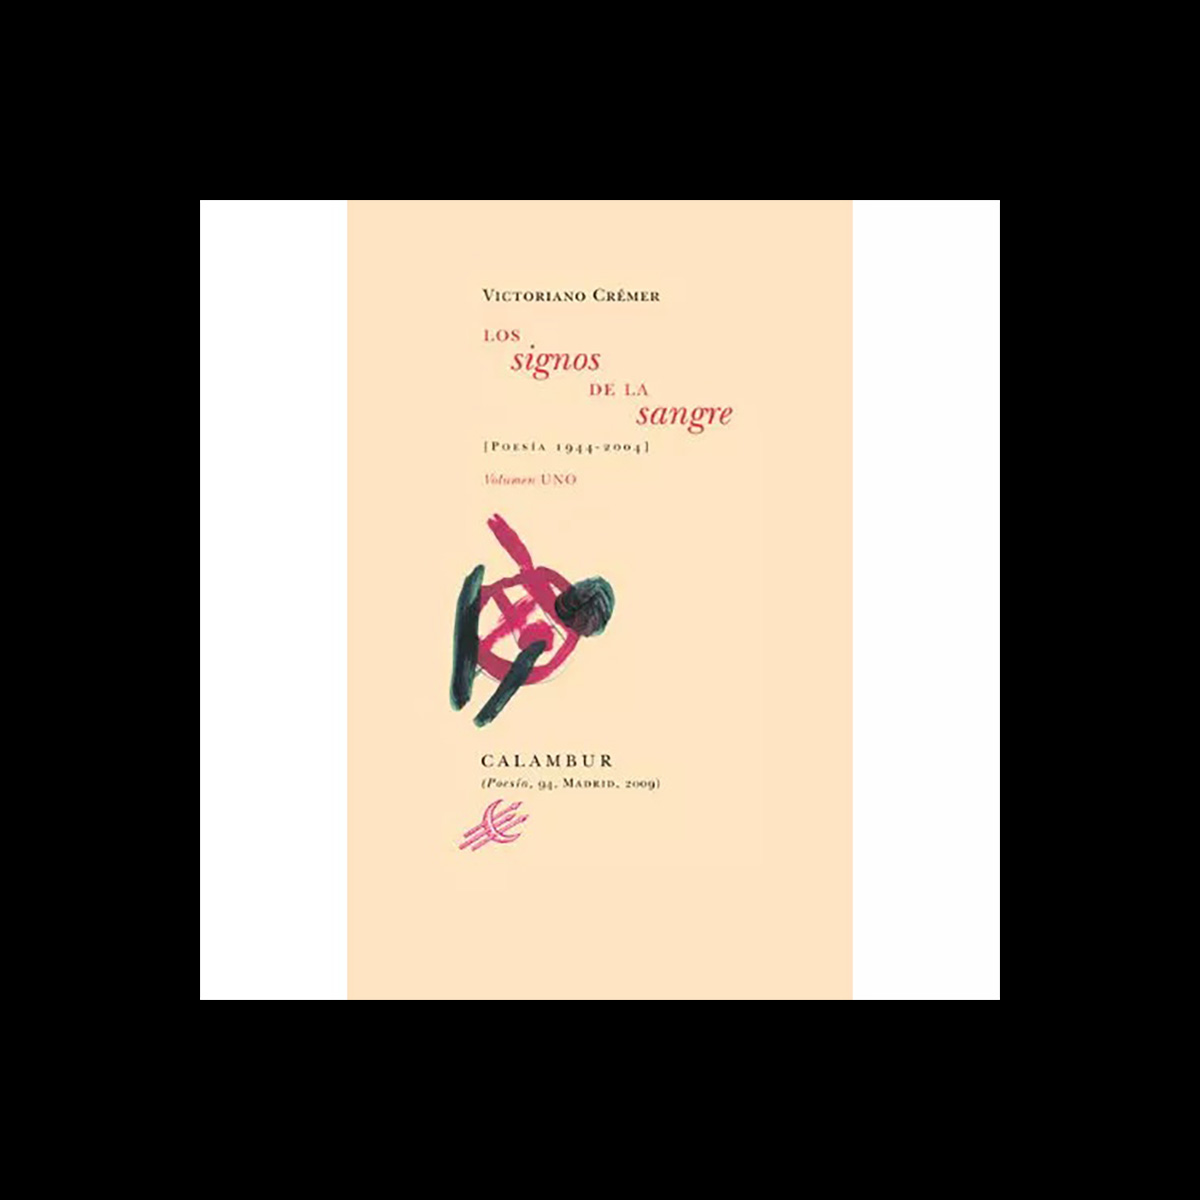 VICTORIANO CRÉMER
LOS
signos
DE LA
sangre
[POESÍA 1944-2004]
Volumen UNO
CALAMBUR
(Poesía, 94, MADRID, 2009)